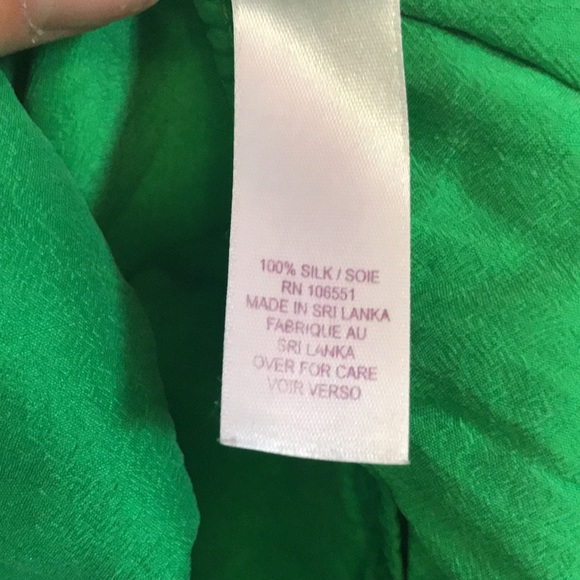 100% SILK / SOIE
RN 106551
MADE IN SRI LANKA
FABRIQUE AU
SRI LANKA
OVER FOR CARE
VOIR VERSO